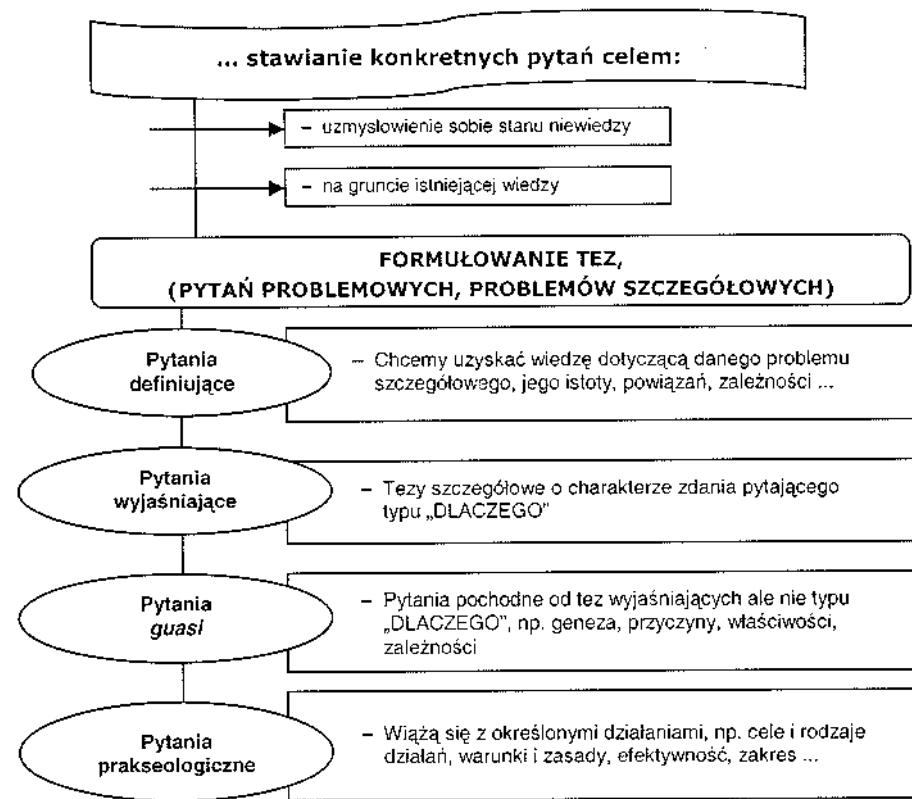 ... stawianie konkretnych pytań celem:
– uzmysłowienie sobie stanu niewiedzy
– na gruncie istniejącej wiedzy
FORMUŁOWANIE TEZ,
(PYTAŃ PROBLEMOWYCH, PROBLEMÓW SZCZEGÓŁOWYCH)
Pytania
definiujące
– Chcemy uzyskać wiedzę dotyczącą danego problemu
szczegółowego, jego istoty, powiązań, zależności ...
Pytania
wyjaśniające
– Tezy szczegółowe o charakterze zdania pytającego
typu „DLACZEGO”
Pytania
guasi
– Pytania pochodne od tez wyjaśniających ale nie typu
„DLACZEGO”, np. geneza, przyczyny, właściwości,
zależności
Pytania
prakseologiczne
– Wiążą się z określonymi działaniami, np. cele i rodzaje
działań, warunki i zasady, efektywność, zakres ...